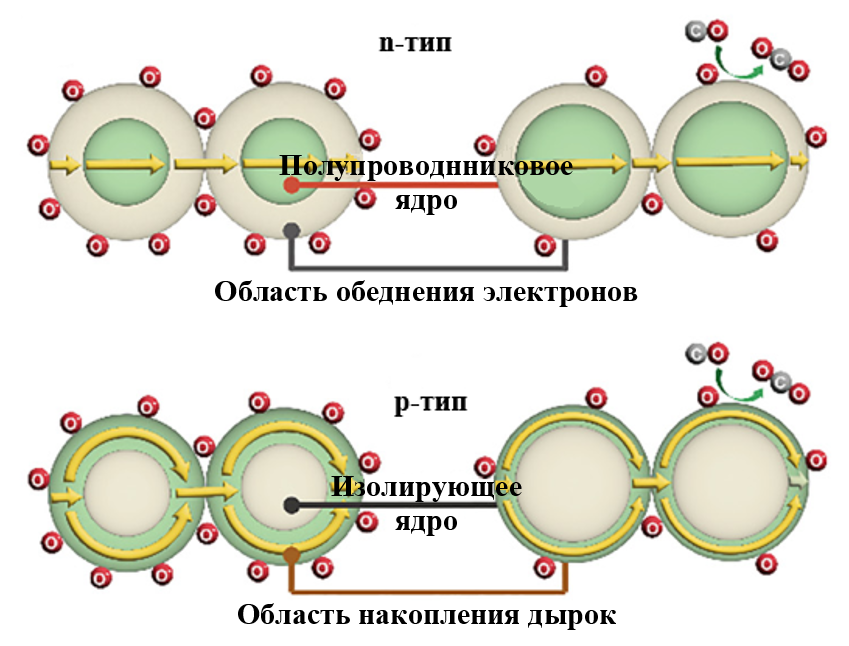 n-тип
C O
O C O
Полупроводнниковое
ядро
Область обеднения электронов
p-тип
C O
O C O
Изолирующее
ядро
Область накопления дырок